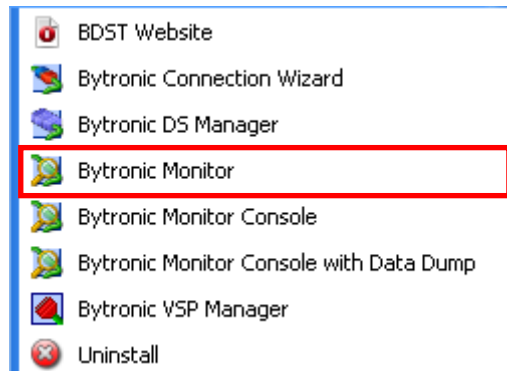 BDST Website
Bytronic Connection Wizard
Bytronic DS Manager
Bytronic Monitor
Bytronic Monitor Console
Bytronic Monitor Console with Data Dump
Bytronic VSP Manager
Uninstall